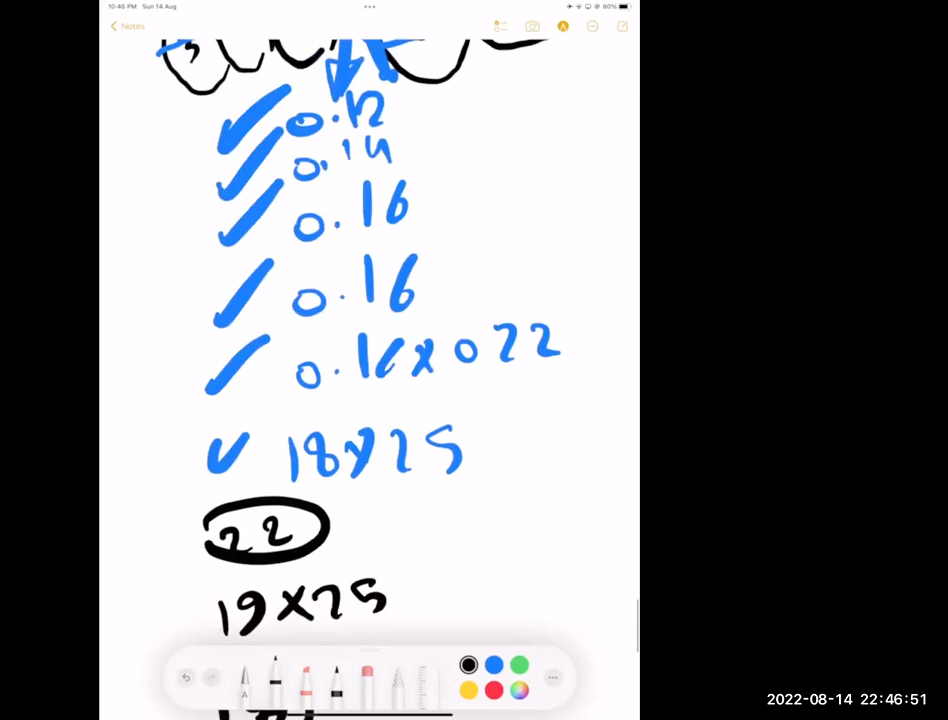 10:46 PM Sun 14 Aug
80%
Notes
0.12
0.14
0.16
0.16
0.16x022
18x25
22
19x25
A
2022-08-14 22:46:51